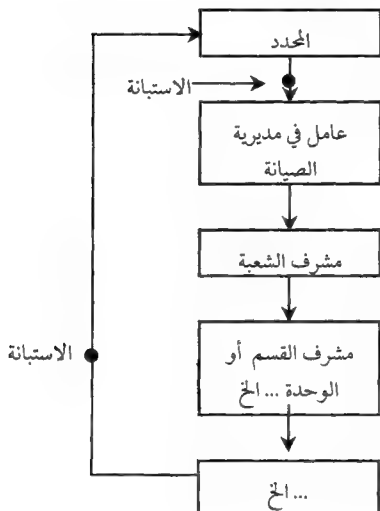 المحدد
الاستبانة
عامل في مديرية
الصيانة
مشرف الشعبة
مشرف القسم أو
الوحدة ... الخ
الاستبانة
... الخ